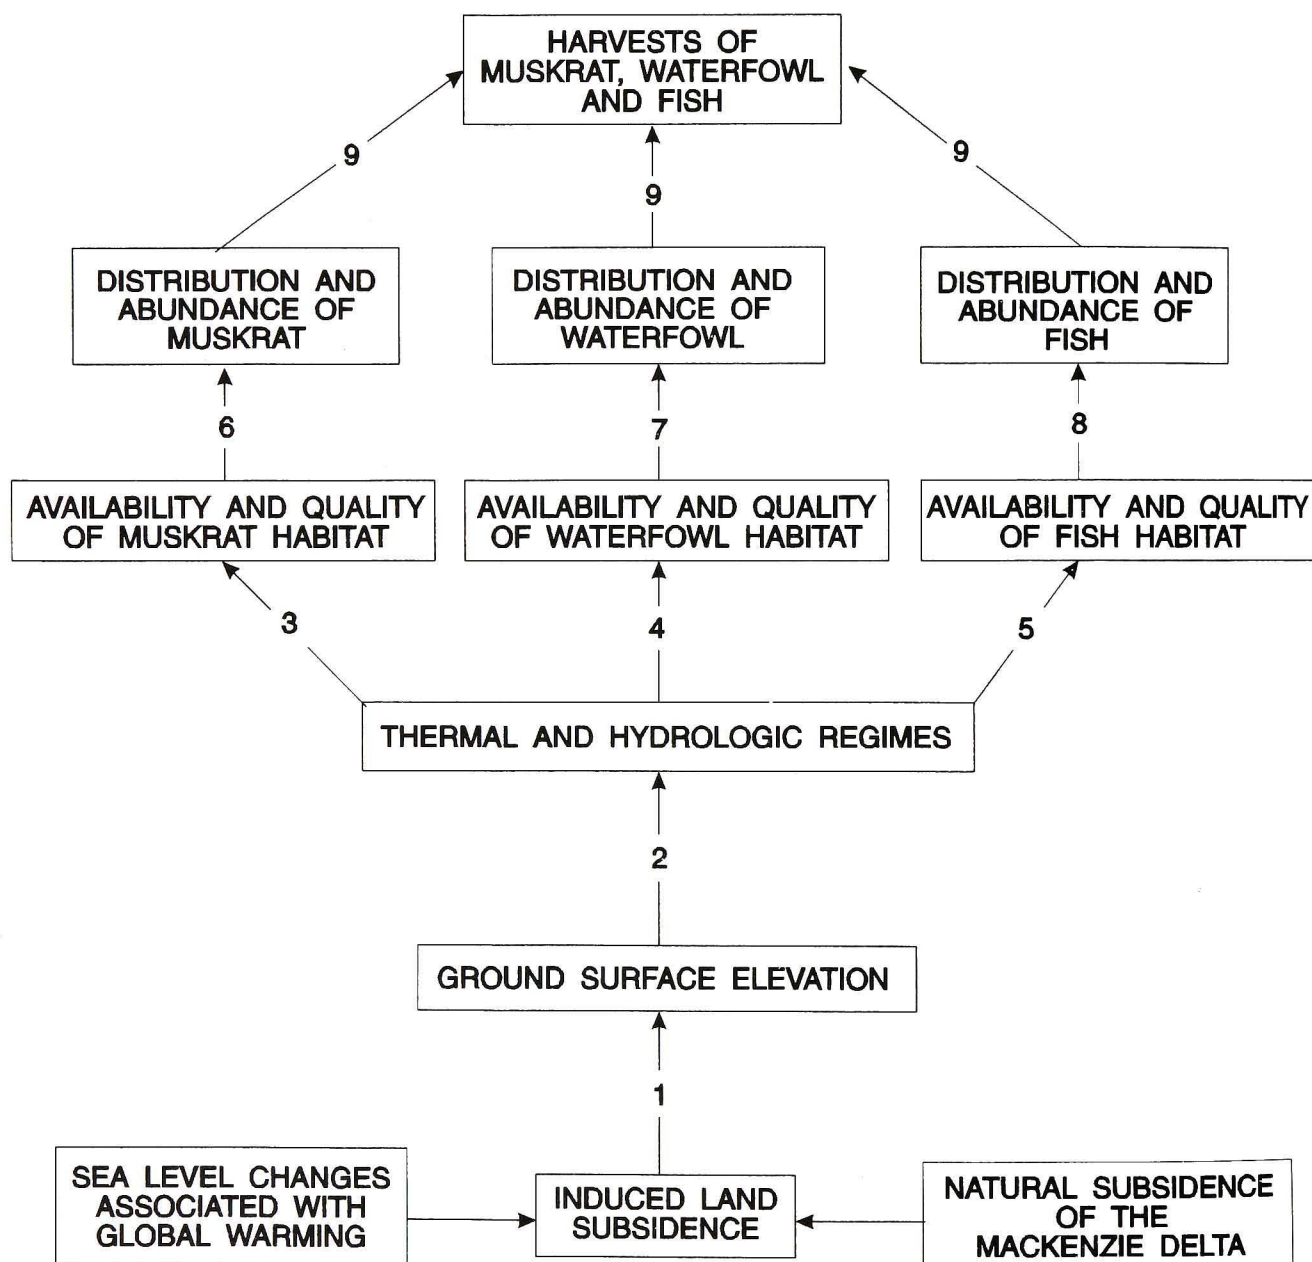 HARVESTS OF
MUSKRAT, WATERFOWL
AND FISH
9
9
9
DISTRIBUTION AND
ABUNDANCE OF
MUSKRAT
DISTRIBUTION AND
ABUNDANCE OF
WATERFOWL
DISTRIBUTION AND
ABUNDANCE OF
FISH
6
7
8
AVAILABILITY AND QUALITY
OF MUSKRAT HABITAT
AVAILABILITY AND QUALITY
OF WATERFOWL HABITAT
AVAILABILITY AND QUALITY
OF FISH HABITAT
3
4
5
THERMAL AND HYDROLOGIC REGIMES
2
GROUND SURFACE ELEVATION
1
SEA LEVEL CHANGES
ASSOCIATED WITH
GLOBAL WARMING
INDUCED LAND
SUBSIDENCE
NATURAL SUBSIDENCE
OF THE
MACKENZIE DELTA